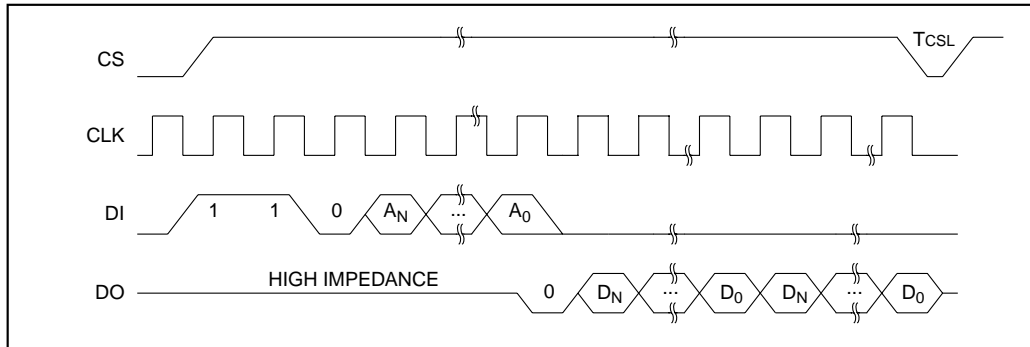 CS TCSL
CLK
DI 1 1 0 AN ... A0
HIGH IMPEDANCE
DO 0 DN ... D0 DN ... D0